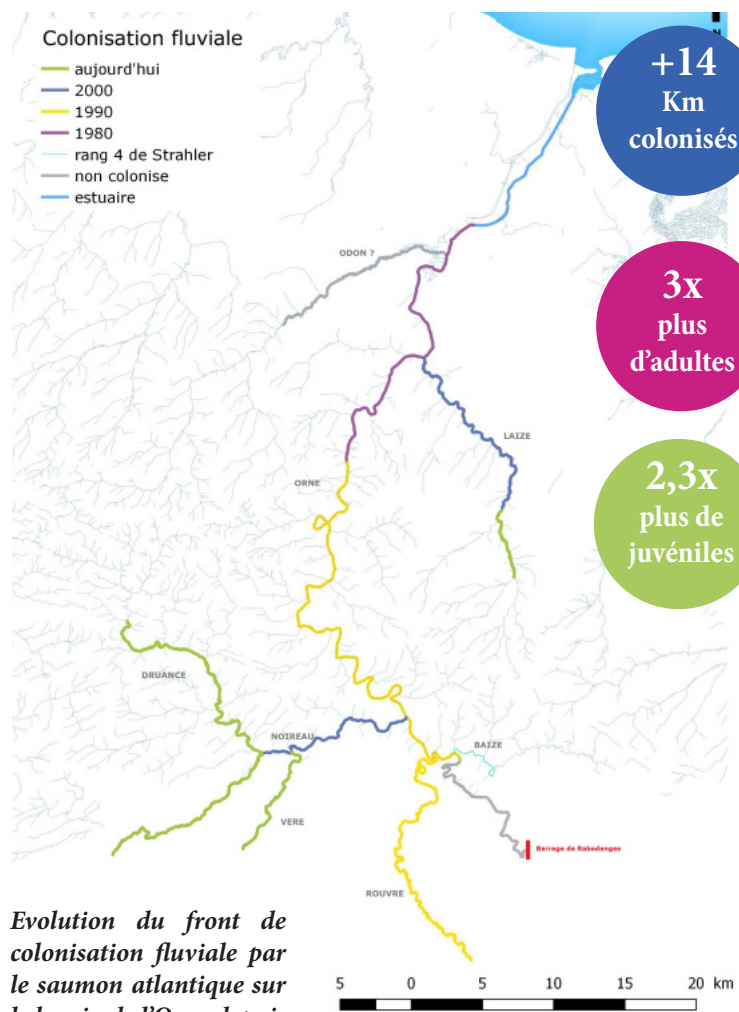 Colonisation fluviale
aujourd'hui
2000
1990
1980
rang 4 de Strahler
non colonise
estuaire
+14
Km
colonisés
ODON ?
3x
plus
d'adultes
LAIZE
2,3x
plus de
juvéniles
ORNE
DRUANCE
NOIREAU
BAIZE
VERE
Barrage de Rabodanges
ROUVRE
Evolution du front de
colonisation fluviale par
le saumon atlantique sur
5 0 5 10 15 20 km